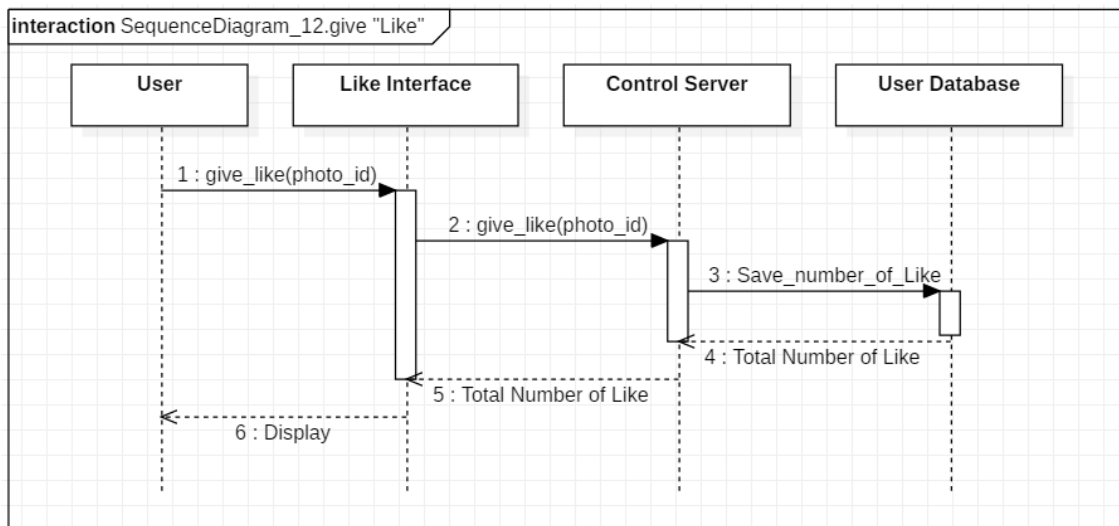 interaction SequenceDiagram_12.give "Like"
User
Like Interface
Control Server
User Database
1 : give_like(photo_id)
2 : give_like(photo_id)
3 : Save_number_of_Like
4 : Total Number of Like
5 : Total Number of Like
6 : Display